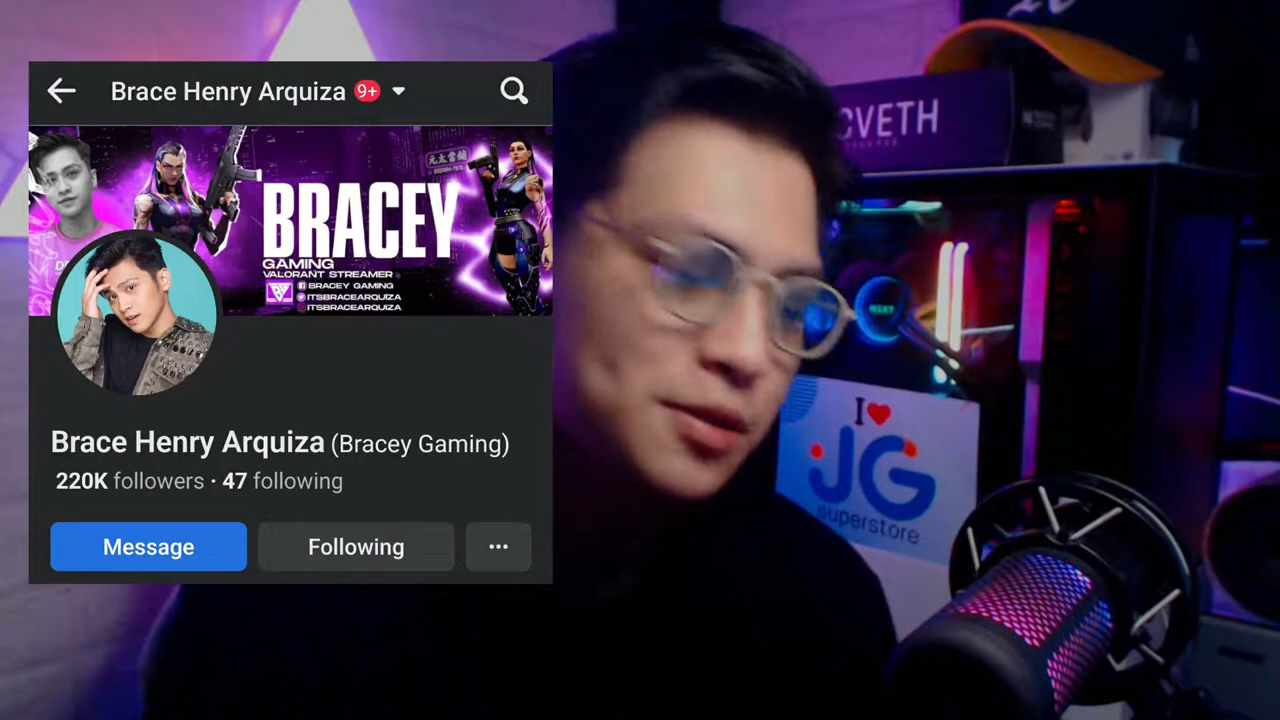 Brace Henry Arquiza 9+
BRACEY
GAMING
VALORANT STREAMER
BRACEY GAMING
ITSBRACEARQUIZA
ITSBRACEARQUIZA
Brace Henry Arquiza (Bracey Gaming)
220K followers · 47 following
Message
Following
...
CVETH
I ❤ JG
superstore